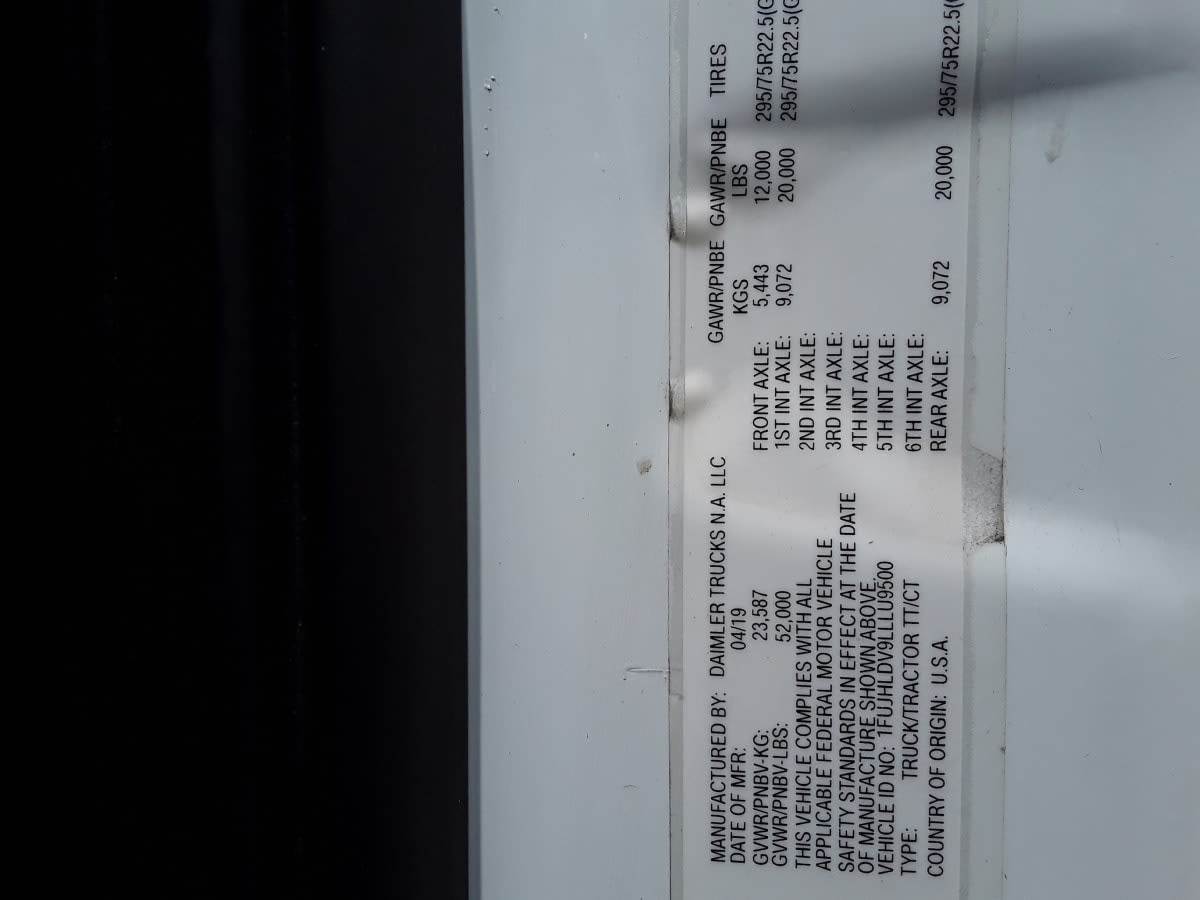 MANUFACTURED BY: DAIMLER TRUCKS N.A. LLC
DATE OF MFR: 04/19
GVWR/PNBV-KG: 23,587
GVWR/PNBV-LBS: 52,000
THIS VEHICLE COMPLIES WITH ALL
APPLICABLE FEDERAL MOTOR VEHICLE
SAFETY STANDARDS IN EFFECT AT THE DATE
OF MANUFACTURE SHOWN ABOVE.
VEHICLE ID NO: 1FUJHLDV9LLLU9500
TYPE: TRUCK/TRACTOR TT/CT
COUNTRY OF ORIGIN: U.S.A.
GAWR/PNBE GAWR/PNBE TIRES
KGS LBS
FRONT AXLE: 5,443 12,000 295/75R22.5(G
1ST INT AXLE: 9,072 20,000 295/75R22.5(G
2ND INT AXLE:
3RD INT AXLE:
4TH INT AXLE:
5TH INT AXLE:
6TH INT AXLE:
REAR AXLE: 9,072 20,000 295/75R22.5(G